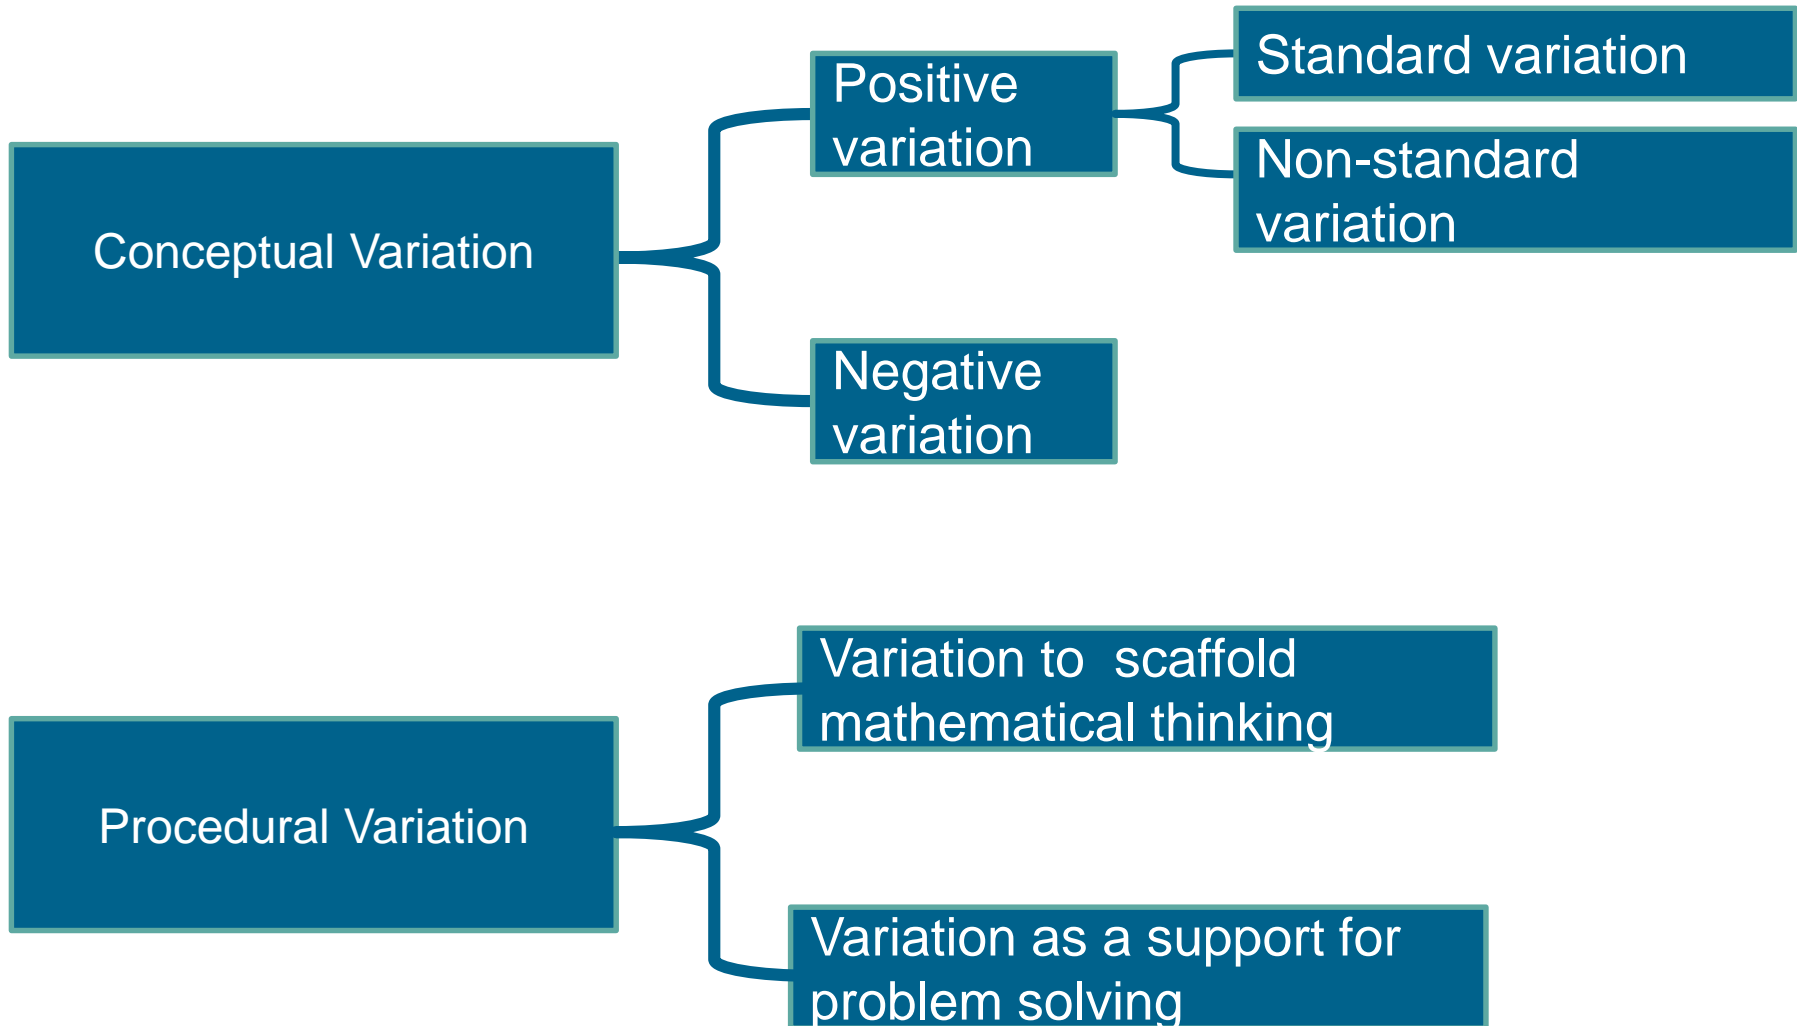 Conceptual Variation
Positive
variation
Standard variation
Non-standard
variation
Negative
variation
Procedural Variation
Variation to  scaffold
mathematical thinking
Variation as a support for
problem solving